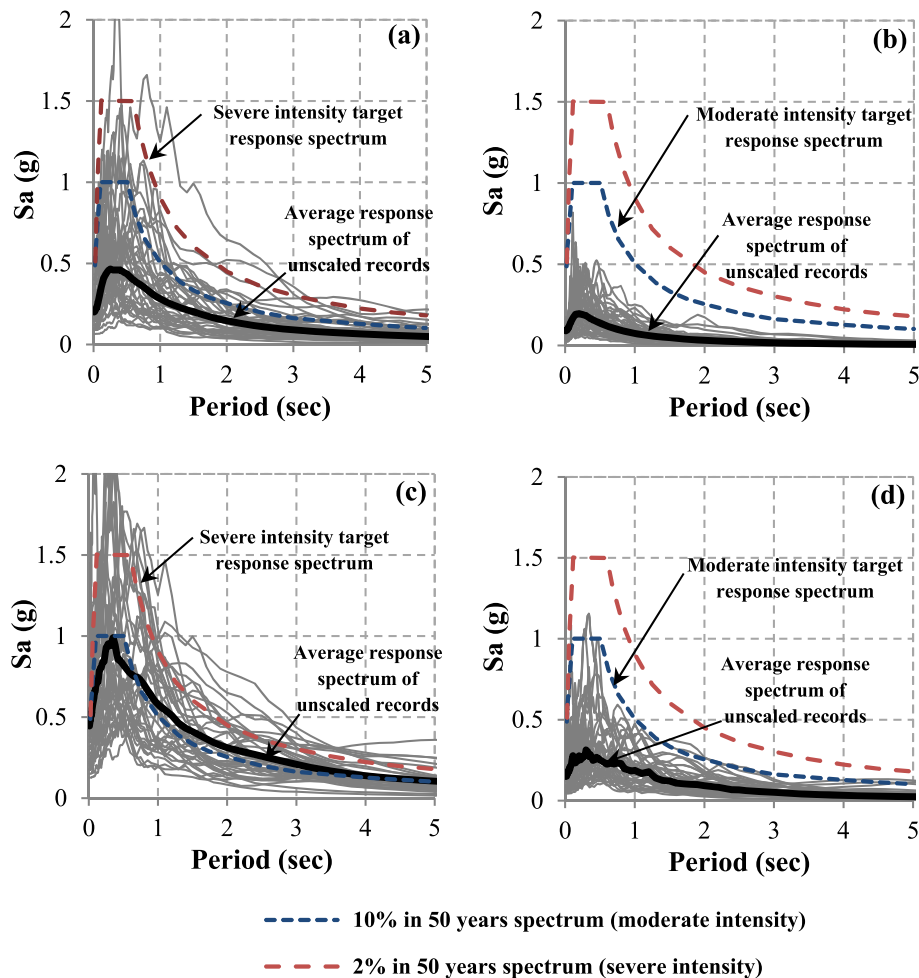 (a)
2
1.5
1
0.5
0
Sa (g)
Severe intensity target
response spectrum
Average response
spectrum of
unscaled records
0 1 2 3 4 5
Period (sec)
(b)
2
1.5
1
0.5
0
Sa (g)
Moderate intensity target
response spectrum
Average response
spectrum of
unscaled records
0 1 2 3 4 5
Period (sec)
(c)
2
1.5
1
0.5
0
Sa (g)
Severe intensity target
response spectrum
Average response
spectrum of
unscaled records
0 1 2 3 4 5
Period (sec)
(d)
2
1.5
1
0.5
0
Sa (g)
Moderate intensity target
response spectrum
Average response
spectrum of
unscaled records
0 1 2 3 4 5
Period (sec)
10% in 50 years spectrum (moderate intensity)
2% in 50 years spectrum (severe intensity)